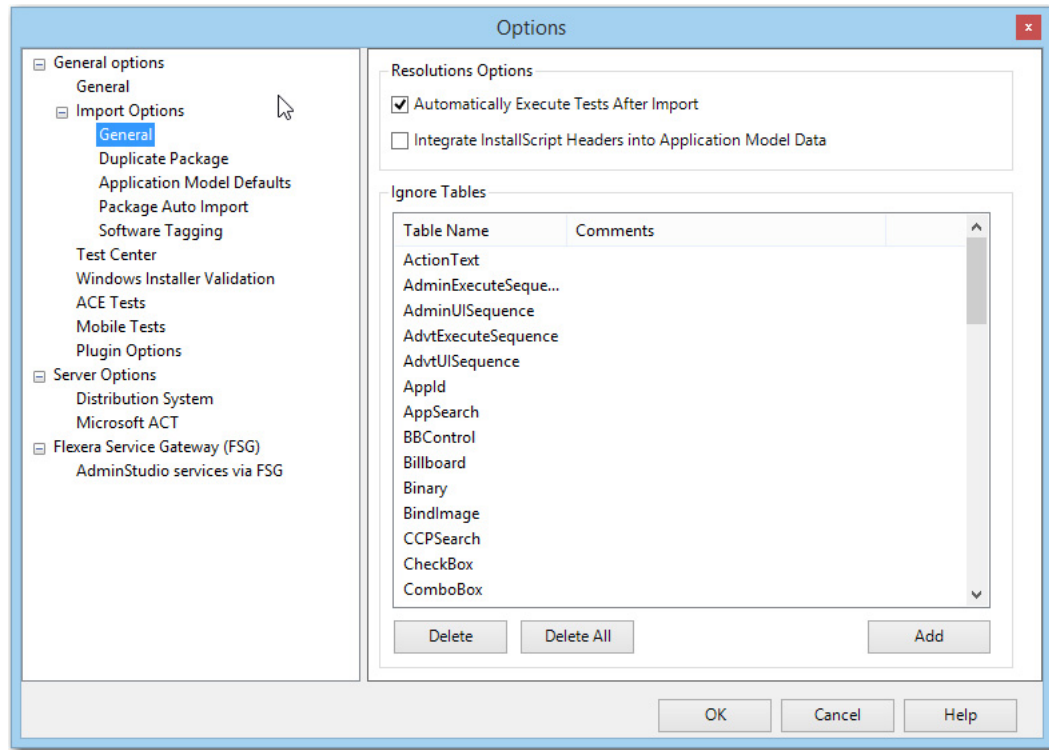 Options
x
General options
General
Import Options
General
Duplicate Package
Application Model Defaults
Package Auto Import
Software Tagging
Test Center
Windows Installer Validation
ACE Tests
Mobile Tests
Plugin Options
Server Options
Distribution System
Microsoft ACT
Flexera Service Gateway (FSG)
AdminStudio services via FSG
Resolutions Options
Automatically Execute Tests After Import
Integrate InstallScript Headers into Application Model Data
Ignore Tables
Table Name Comments
ActionText
AdminExecuteSeque...
AdminUISequence
AdvtExecuteSequence
AdvtUISequence
AppId
AppSearch
BBControl
Billboard
Binary
BindImage
CCPSearch
CheckBox
ComboBox
Delete Delete All Add
OK Cancel Help